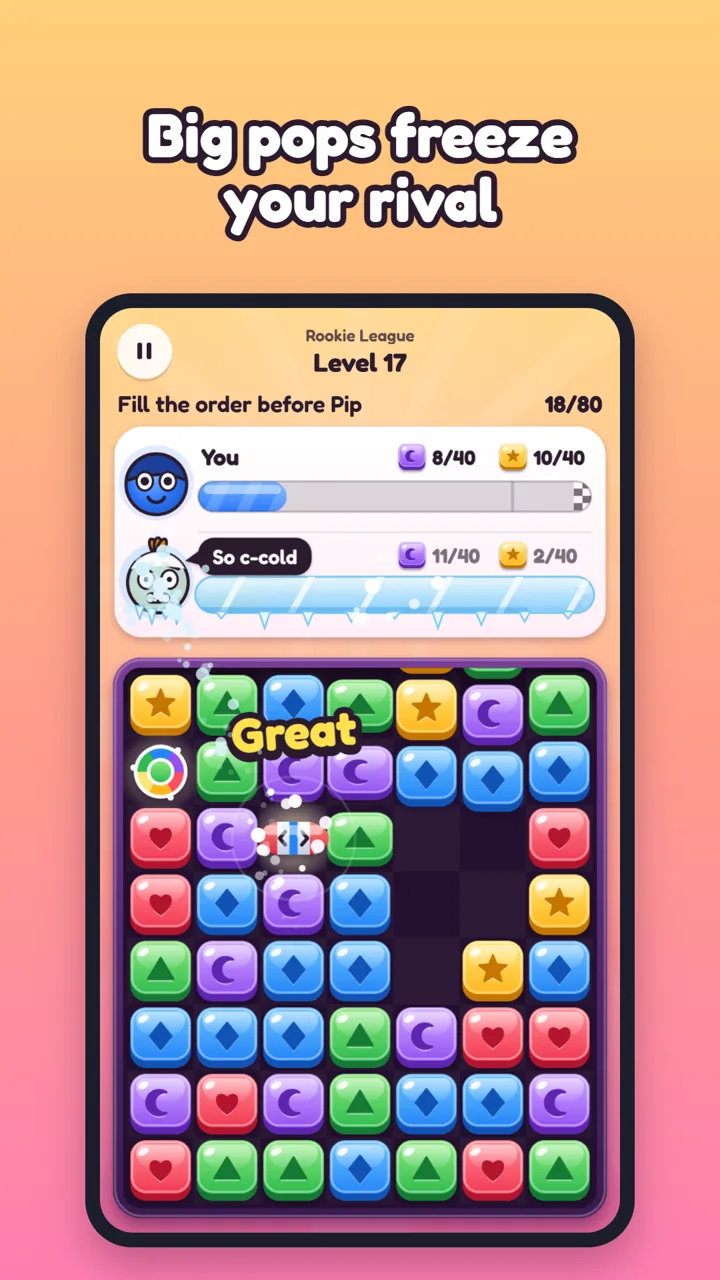 Big pops freeze
your rival
Rookie League
Level 17
Fill the order before Pip
18/80
You
8/40
10/40
So c-cold
11/40
2/40
Great